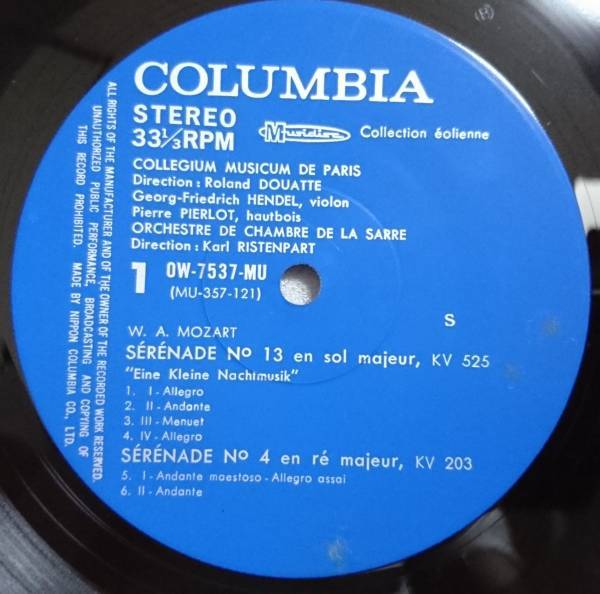 ®
COLUMBIA
STEREO
33⅓RPM
Musidisc Collection éolienne
COLLEGIUM MUSICUM DE PARIS
Direction : Roland DOUATTE
Georg-Friedrich HENDEL, violon
Pierre PIERLOT, hautbois
ORCHESTRE DE CHAMBRE DE LA SARRE
Direction : Karl RISTENPART
1 OW-7537-MU
(MU-357-121)
S
W. A. MOZART
SÉRÉNADE No 13 en sol majeur, KV 525
"Eine Kleine Nachtmusik"
1. I - Allegro
2. II - Andante
3. III - Menuet
4. IV - Allegro
SÉRÉNADE No 4 en ré majeur, KV 203
5. I - Andante maestoso - Allegro assai
6. II - Andante
ALL RIGHTS OF THE MANUFACTURER AND OF THE OWNER OF THE RECORDED WORK RESERVED.
UNAUTHORIZED PUBLIC PERFORMANCE, BROADCASTING AND COPYING OF
THIS RECORD PROHIBITED. MADE BY NIPPON COLUMBIA CO., LTD.